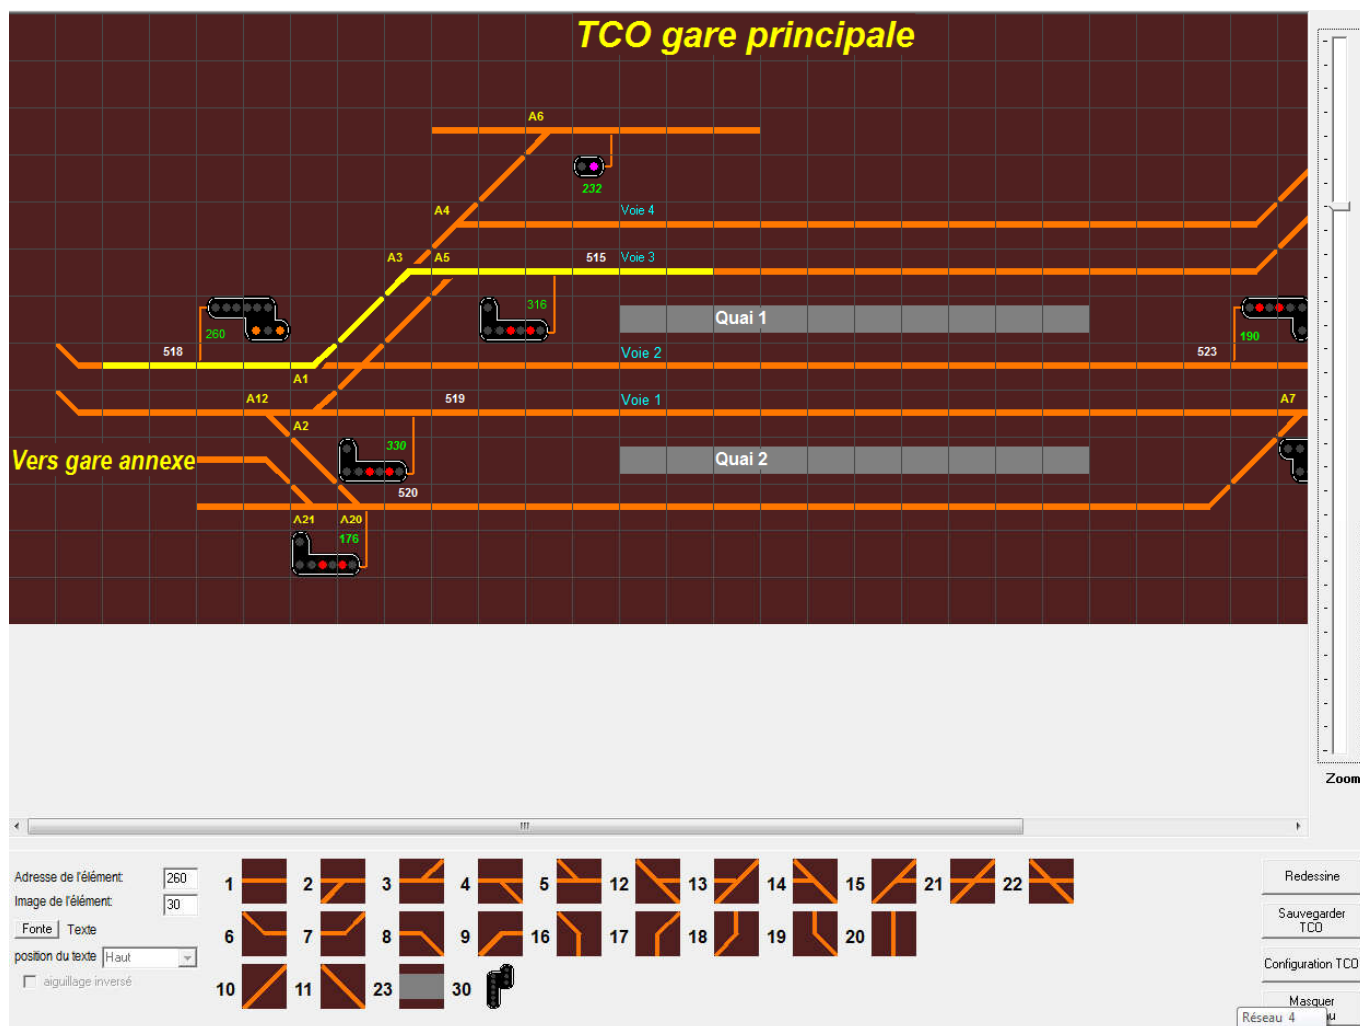 TCO gare principale
A6
232
A4
Voie 4
A3
A5
515
Voie 3
316
Quai 1
260
190
518
Voie 2
523
A1
A12
519
Voie 1
A7
A2
330
Vers gare annexe
Quai 2
520
A21
A20
176
Zoom
Adresse de l'élément:
260
1
2
3
4
5
12
13
14
15
21
22
Redessine
Image de l'élément:
30
Fonte
Texte
Sauvegarder
TCO
position du texte
Haut
6
7
8
9
16
17
18
19
20
Configuration TCO
aiguillage inversé
10
11
23
30
Masquer
Réseau 4